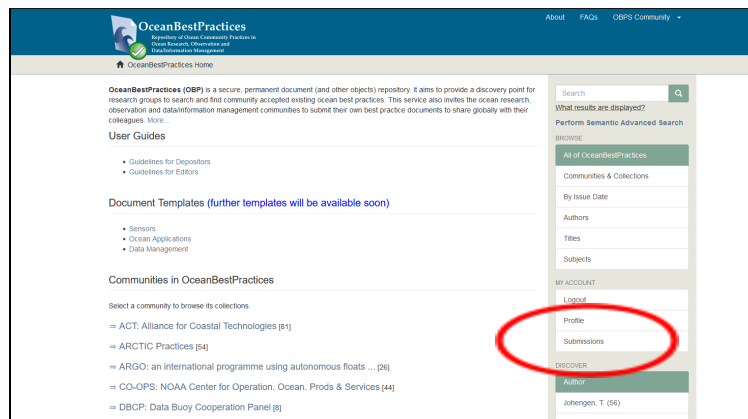 About FAQs OBPS Community
OceanBestPractices
Repository of Ocean Community Practices in
Ocean Research, Observation and
Data/Information Management
OceanBestPractices Home
OceanBestPractices (OBP) is a secure, permanent document (and other objects) repository. It aims to provide a discovery point for
research groups to search and find community accepted existing ocean best practices. This service also invites the ocean research,
observation and data/information management communities to submit their own best practice documents to share globally with their
colleagues. More...
User Guides
Guidelines for Depositors
Guidelines for Editors
Document Templates (further templates will be available soon)
Sensors
Ocean Applications
Data Management
Communities in OceanBestPractices
Select a community to browse its collections.
⇒ ACT: Alliance for Coastal Technologies [81]
⇒ ARCTIC Practices [54]
⇒ ARGO: an international programme using autonomous floats ... [26]
⇒ CO-OPS: NOAA Center for Operation. Ocean. Prods & Services [44]
⇒ DBCP: Data Buoy Cooperation Panel [8]
Search
What results are displayed?
Perform Semantic Advanced Search
BROWSE
All of OceanBestPractices
Communities & Collections
By Issue Date
Authors
Titles
Subjects
MY ACCOUNT
Logout
Profile
Submissions
DISCOVER
Author
Johengen, T. (56)